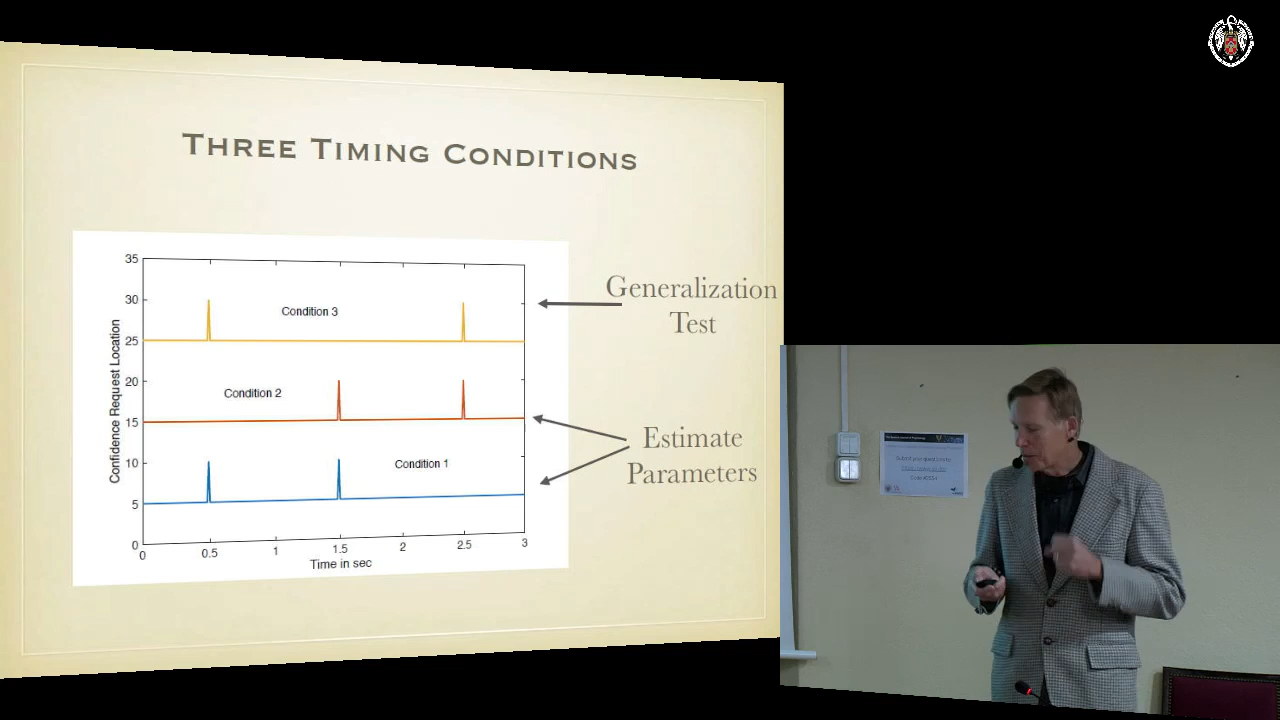 THREE TIMING CONDITIONS
Confidence Request Location
35
30
25
20
15
10
5
0
Condition 3
Condition 2
Condition 1
0
0.5
1
1.5
2
2.5
3
Time in sec
Generalization
Test
Estimate
Parameters